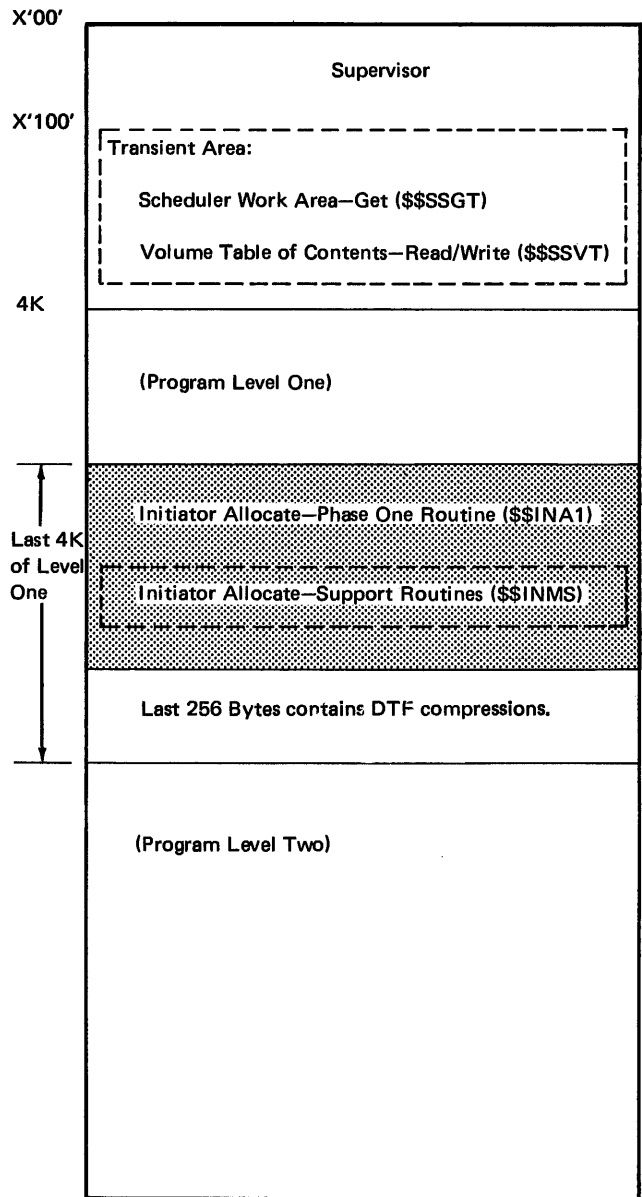 X'00'
Supervisor
X'100'
Transient Area:
Scheduler Work Area—Get ($$SSGT)
Volume Table of Contents—Read/Write ($$SSVT)
4K
(Program Level One)
Initiator Allocate—Phase One Routine ($$INA1)
Last 4K
of Level
One
Initiator Allocate—Support Routines ($$INMS)
Last 256 Bytes contains DTF compressions.
(Program Level Two)